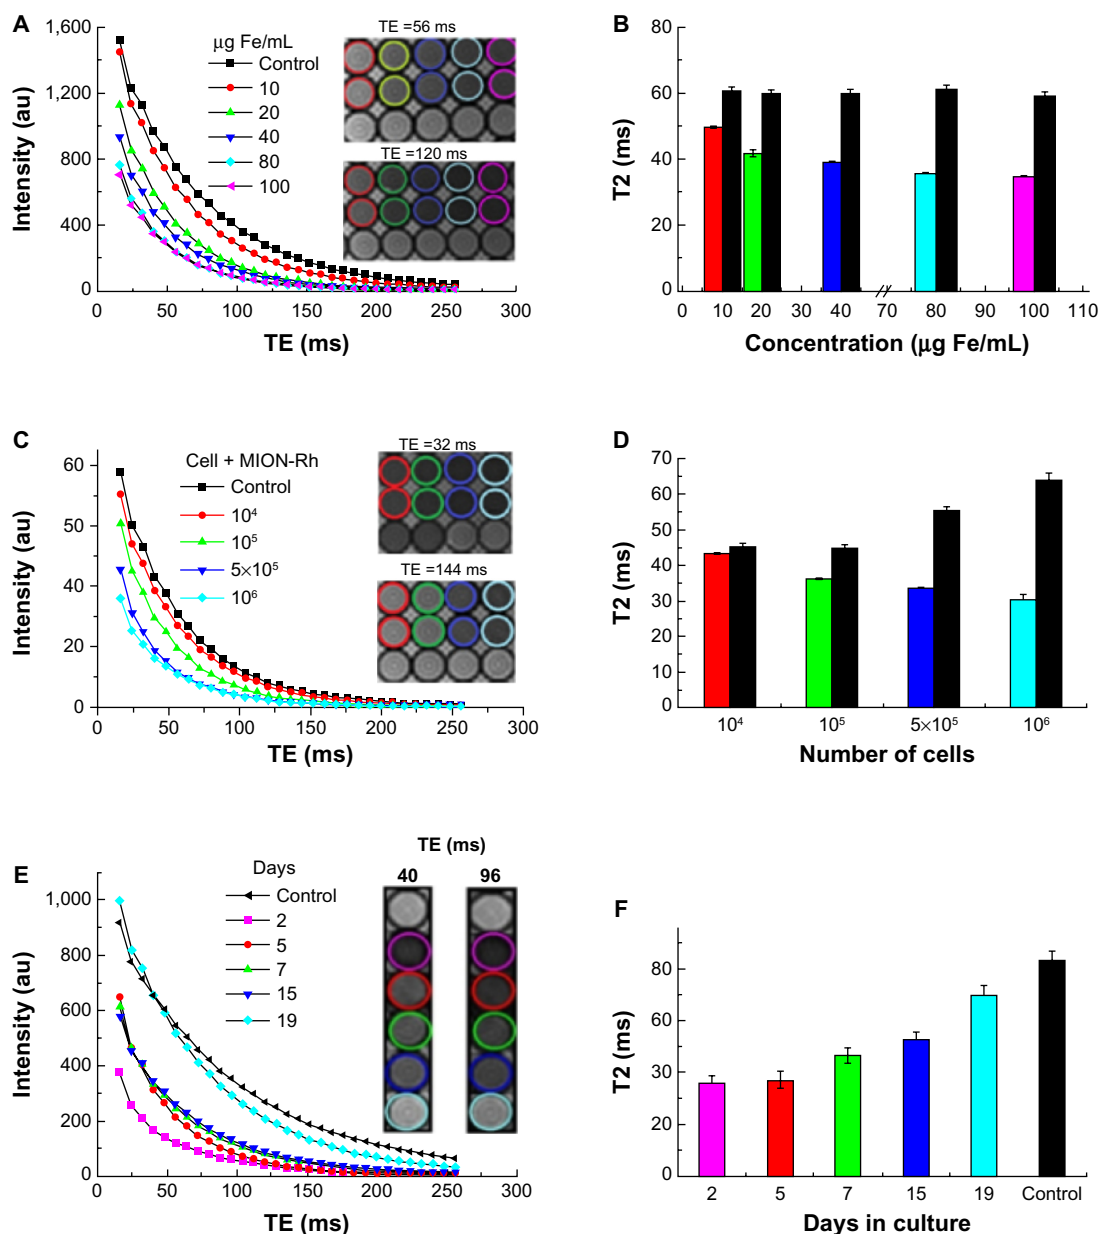 A
1,600
1,200
800
400
0
Intensity (au)
0 50 100 150 200 250 300
TE (ms)
μg Fe/mL
Control
10
20
40
80
100
TE =56 ms
TE =120 ms
B
80
60
40
20
0
T2 (ms)
0 10 20 30 40 70 80 90 100 110
Concentration (μg Fe/mL)
C
60
50
40
20
0
Intensity (au)
0 50 100 150 200 250 300
TE (ms)
Cell + MION-Rh
Control
10⁴
10⁵
5×10⁵
10⁶
TE =32 ms
TE =144 ms
D
70
60
50
40
30
20
10
0
T2 (ms)
10⁴ 10⁵ 5×10⁵ 10⁶
Number of cells
E
1,000
800
600
400
200
0
Intensity (au)
0 50 100 150 200 250 300
TE (ms)
Days
Control
2
5
7
15
19
TE (ms)
40 96
F
80
60
30
20
0
T2 (ms)
2 5 7 15 19 Control
Days in culture